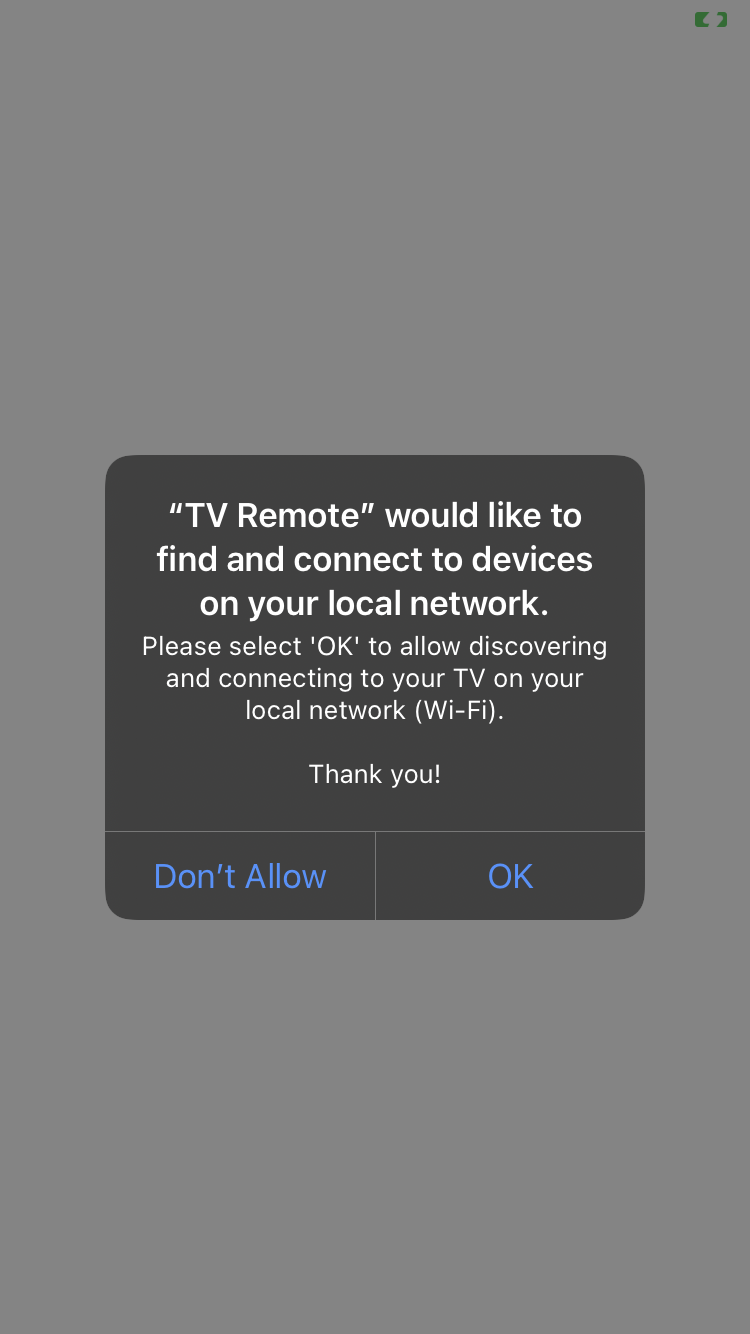 “TV Remote” would like to
find and connect to devices
on your local network.
Please select 'OK' to allow discovering
and connecting to your TV on your
local network (Wi-Fi).
Thank you!
Don’t Allow
OK